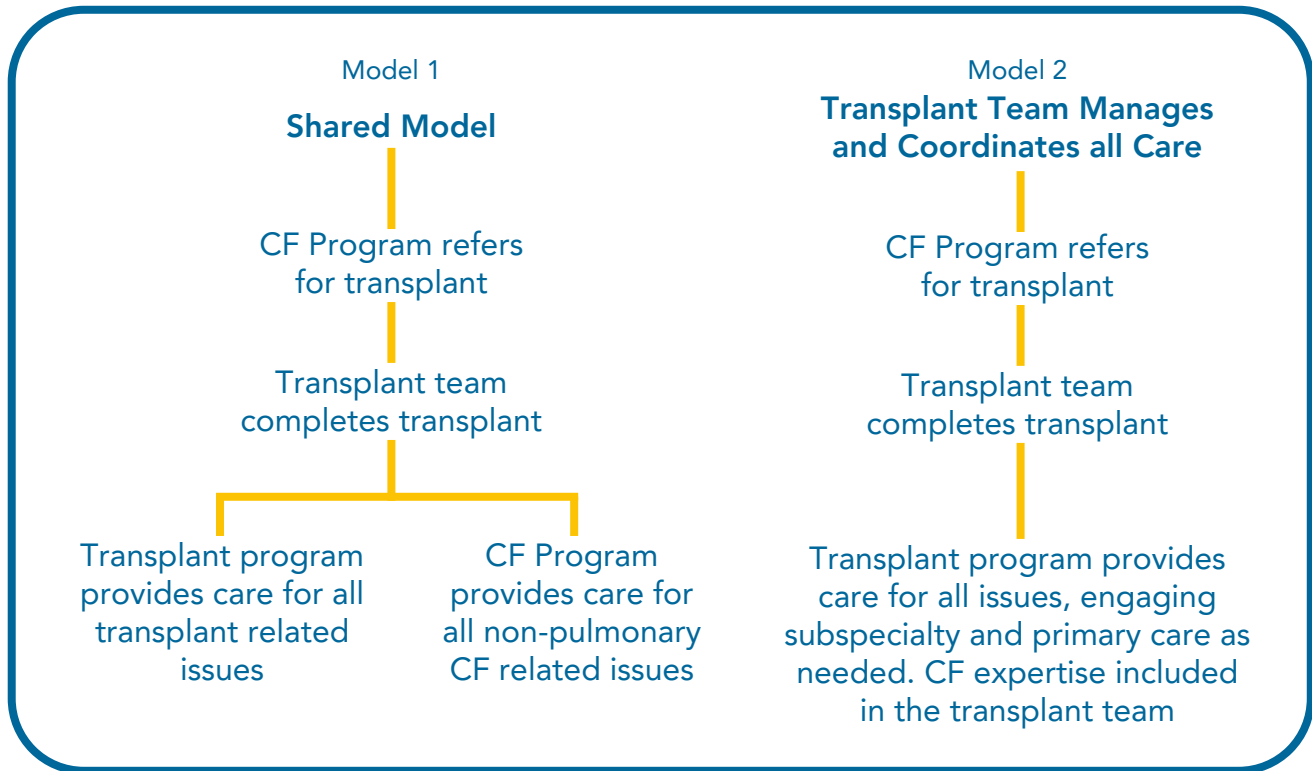 Model 1
Shared Model
CF Program refers
for transplant
Transplant team
completes transplant
Transplant program
provides care for all
transplant related
issues
CF Program
provides care for
all non-pulmonary
CF related issues
Model 2
Transplant Team Manages
and Coordinates all Care
CF Program refers
for transplant
Transplant team
completes transplant
Transplant program provides
care for all issues, engaging
subspecialty and primary care as
needed. CF expertise included
in the transplant team